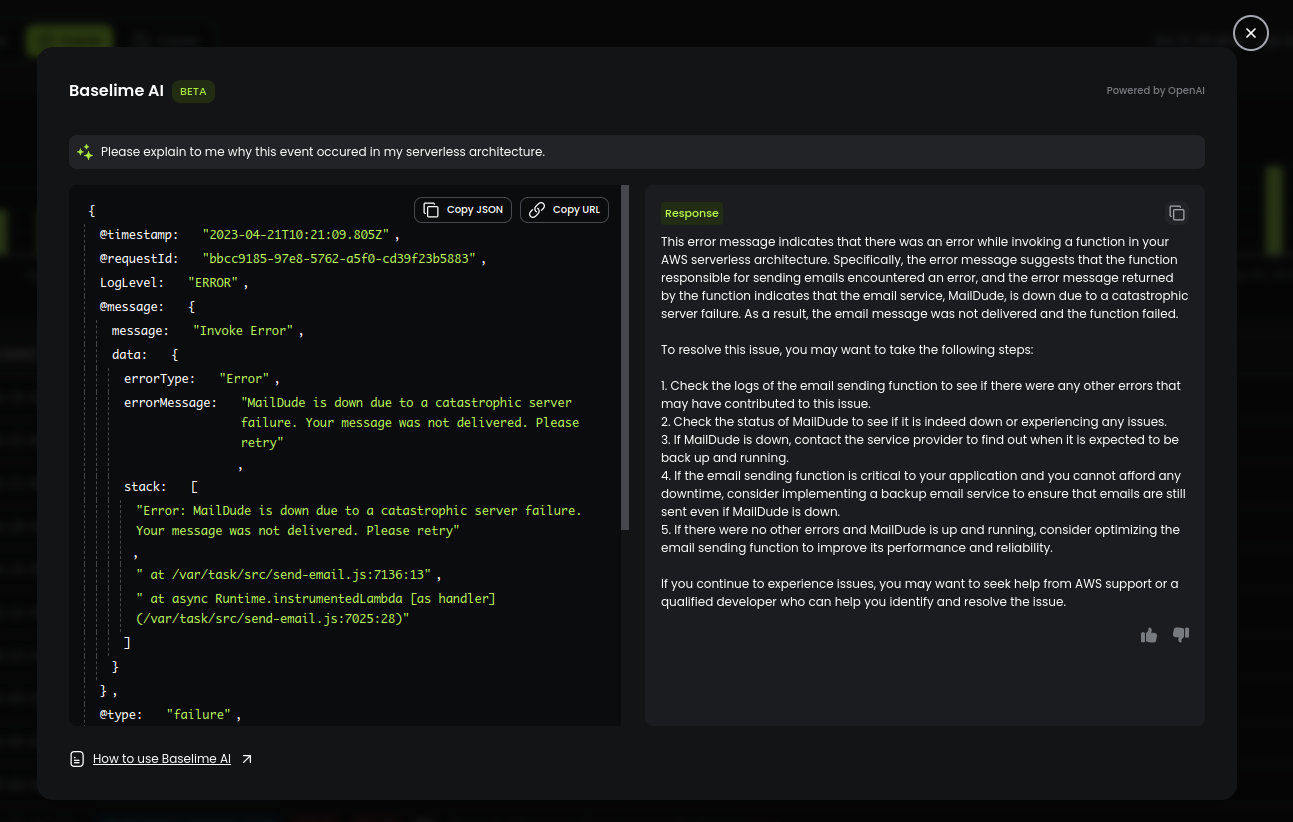 Baselime AI BETA
Powered by OpenAI
Please explain to me why this event occured in my serverless architecture.
Copy JSON
Copy URL
{
@timestamp: "2023-04-21T10:21:09.805Z" ,
@requestId: "bbcc9185-97e8-5762-a5f0-cd39f23b5883" ,
LogLevel: "ERROR" ,
@message: {
message: "Invoke Error" ,
data: {
errorType: "Error" ,
errorMessage: "MailDude is down due to a catastrophic server
failure. Your message was not delivered. Please
retry"
,
stack: [
"Error: MailDude is down due to a catastrophic server failure.
Your message was not delivered. Please retry"
,
" at /var/task/src/send-email.js:7136:13" ,
" at async Runtime.instrumentedLambda [as handler]
(/var/task/src/send-email.js:7025:28)"
]
}
} ,
@type: "failure" ,
Response
This error message indicates that there was an error while invoking a function in your
AWS serverless architecture. Specifically, the error message suggests that the function
responsible for sending emails encountered an error, and the error message returned
by the function indicates that the email service, MailDude, is down due to a catastrophic
server failure. As a result, the email message was not delivered and the function failed.
To resolve this issue, you may want to take the following steps:
1. Check the logs of the email sending function to see if there were any other errors that
may have contributed to this issue.
2. Check the status of MailDude to see if it is indeed down or experiencing any issues.
3. If MailDude is down, contact the service provider to find out when it is expected to be
back up and running.
4. If the email sending function is critical to your application and you cannot afford any
downtime, consider implementing a backup email service to ensure that emails are still
sent even if MailDude is down.
5. If there were no other errors and MailDude is up and running, consider optimizing the
email sending function to improve its performance and reliability.
If you continue to experience issues, you may want to seek help from AWS support or a
qualified developer who can help you identify and resolve the issue.
How to use Baselime AI